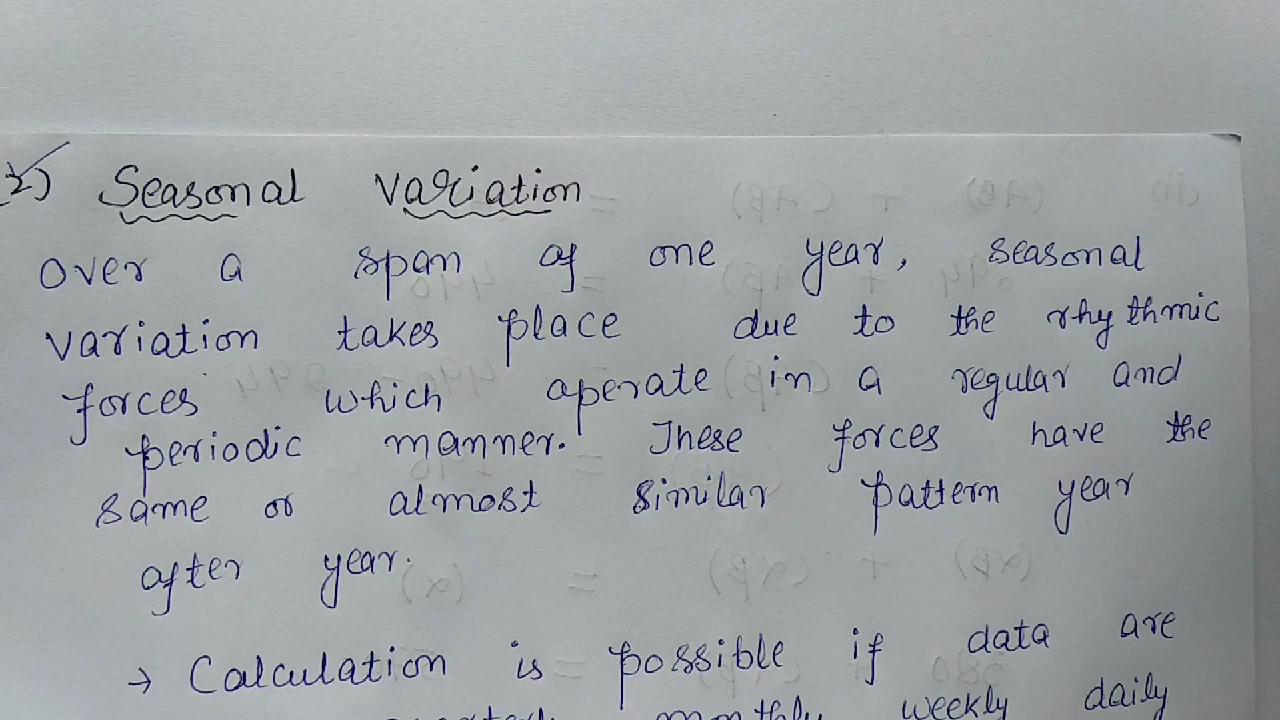 2) Seasonal Variation
Over a span of one year, seasonal
variation takes place due to the rhythmic
forces which operate in a regular and
periodic manner. These forces have the
same or almost similar pattern year
after year.
→ Calculation is possible if data are
monthly weekly daily